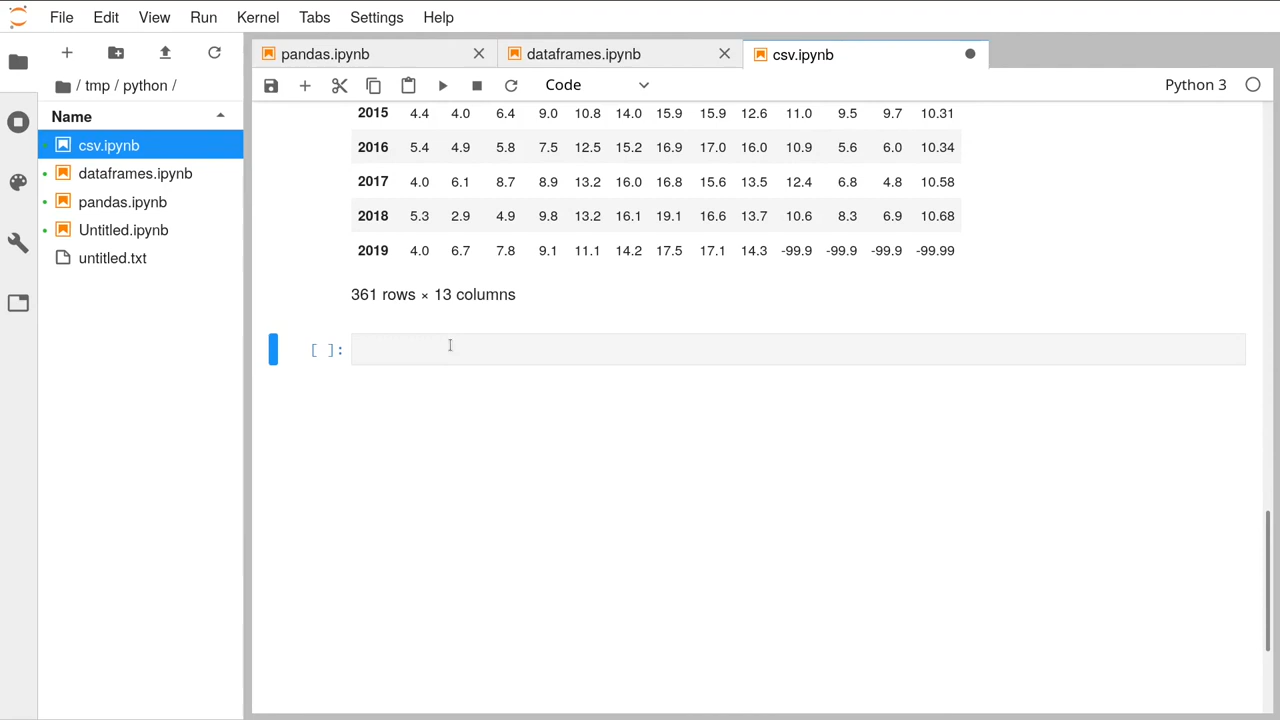 File Edit View Run Kernel Tabs Settings Help
pandas.ipynb dataframes.ipynb csv.ipynb
/ tmp / python /
Code Python 3
Name
csv.ipynb
dataframes.ipynb
pandas.ipynb
Untitled.ipynb
untitled.txt
2015 4.4 4.0 6.4 9.0 10.8 14.0 15.9 15.9 12.6 11.0 9.5 9.7 10.31
2016 5.4 4.9 5.8 7.5 12.5 15.2 16.9 17.0 16.0 10.9 5.6 6.0 10.34
2017 4.0 6.1 8.7 8.9 13.2 16.0 16.8 15.6 13.5 12.4 6.8 4.8 10.58
2018 5.3 2.9 4.9 9.8 13.2 16.1 19.1 16.6 13.7 10.6 8.3 6.9 10.68
2019 4.0 6.7 7.8 9.1 11.1 14.2 17.5 17.1 14.3 -99.9 -99.9 -99.9 -99.99
361 rows × 13 columns
[ ]: